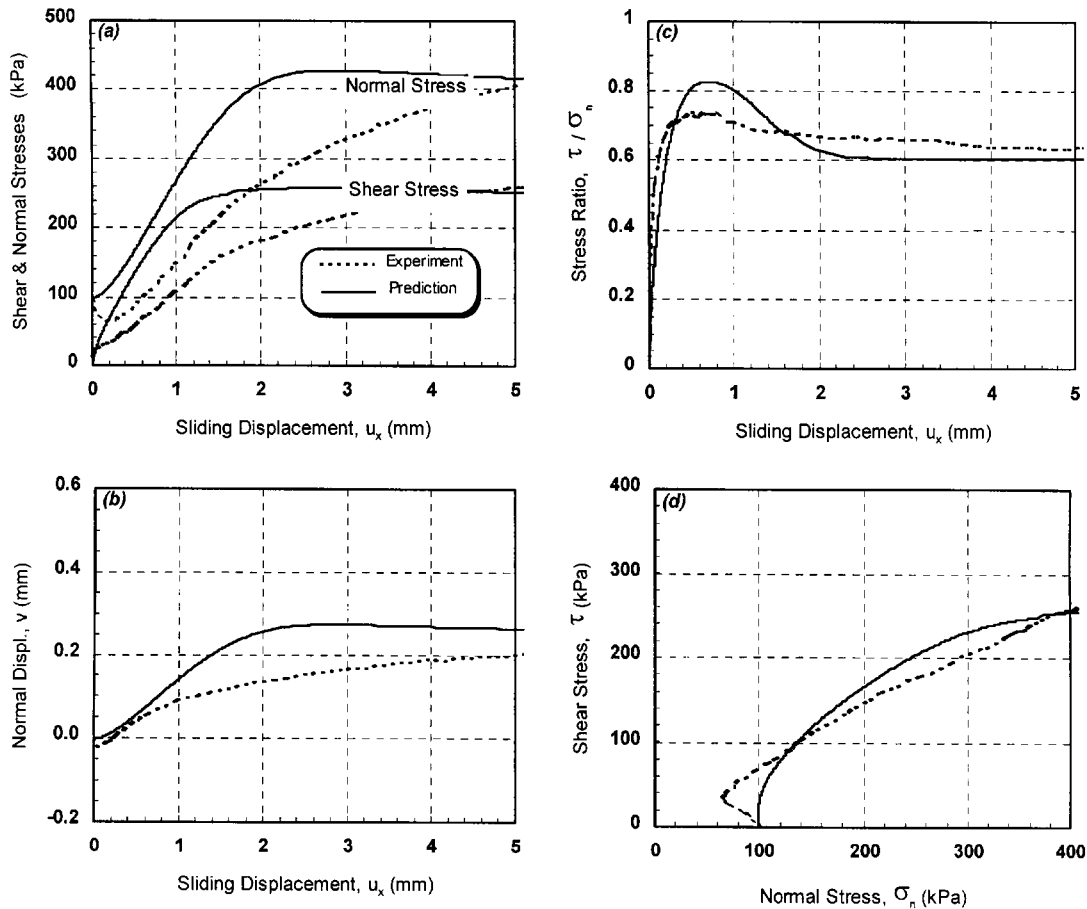 (a)
500
400
300
200
100
0
Shear & Normal Stresses (kPa)
Normal Stress
Shear Stress
Experiment
Prediction
0 1 2 3 4 5
Sliding Displacement, uₓ (mm)
(c)
1
0.8
0.6
0.4
0.2
0
Stress Ratio, τ / σₙ
0 1 2 3 4 5
Sliding Displacement, uₓ (mm)
(b)
0.6
0.4
0.2
0.0
-0.2
Normal Displ., v (mm)
0 1 2 3 4 5
Sliding Displacement, uₓ (mm)
(d)
400
300
200
100
0
Shear Stress, τ (kPa)
0 100 200 300 400
Normal Stress, σₙ (kPa)